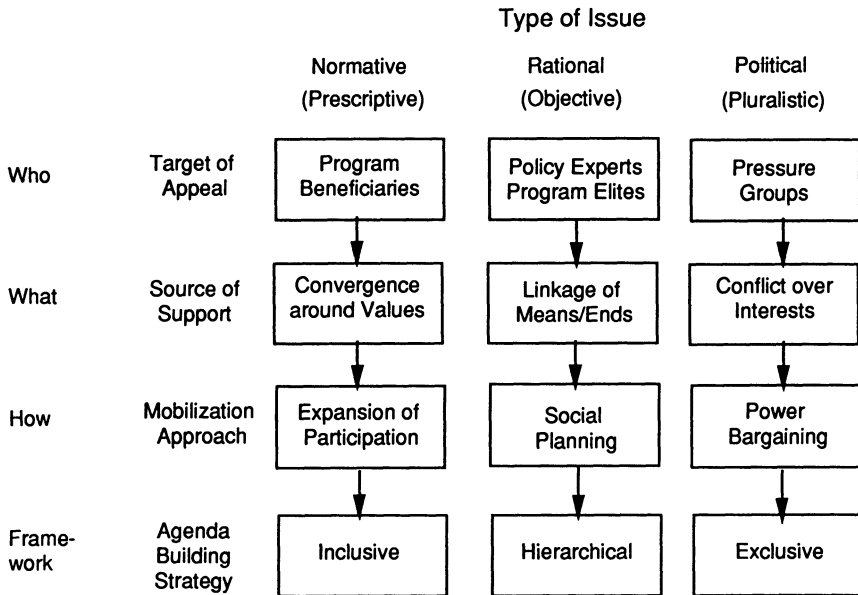 Type of Issue
Normative Rational Political
(Prescriptive) (Objective) (Pluralistic)
Who
Target of
Appeal
Program
Beneficiaries
Policy Experts
Program Elites
Pressure
Groups
What
Source of
Support
Convergence
around Values
Linkage of
Means/Ends
Conflict over
Interests
How
Mobilization
Approach
Expansion of
Participation
Social
Planning
Power
Bargaining
Frame-
work
Agenda
Building
Strategy
Inclusive
Hierarchical
Exclusive